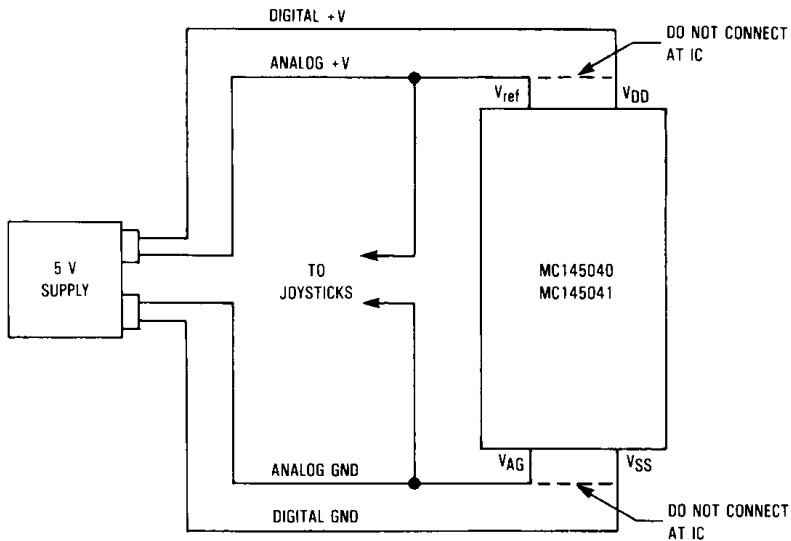 DIGITAL +V
DO NOT CONNECT
AT IC
ANALOG +V
Vref
VDD
5 V
SUPPLY
TO
JOYSTICKS
MC145040
MC145041
VAG
VSS
ANALOG GND
DO NOT CONNECT
AT IC
DIGITAL GND